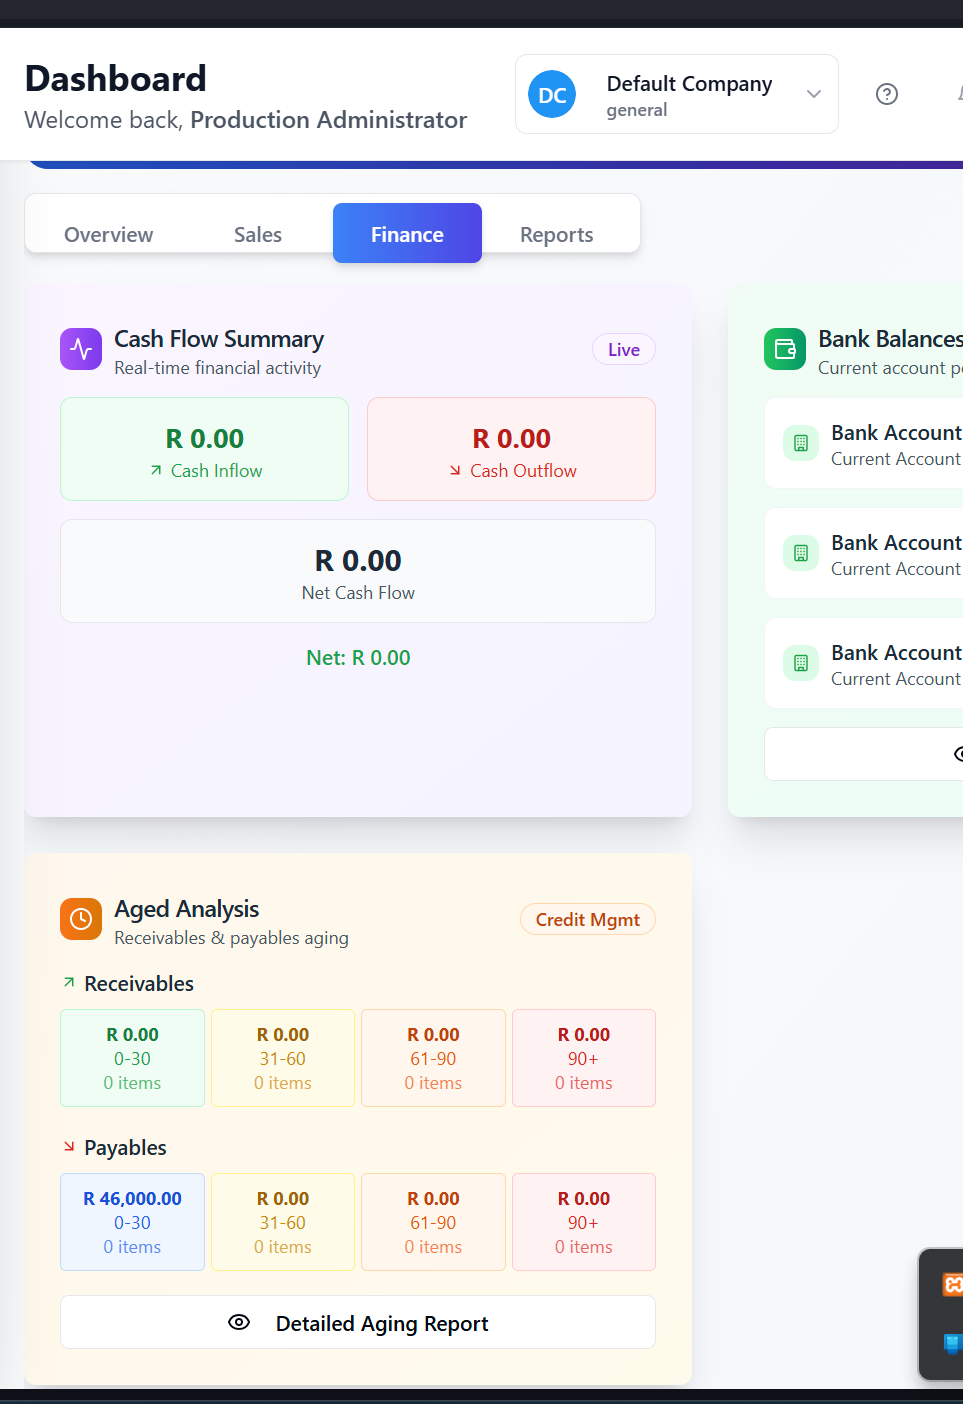 Dashboard
Welcome back, Production Administrator
DC
Default Company
general
Overview
Sales
Finance
Reports
Cash Flow Summary
Real-time financial activity
Live
R 0.00
Cash Inflow
R 0.00
Cash Outflow
R 0.00
Net Cash Flow
Net: R 0.00
Bank Balances
Current account
Bank Account
Current Account
Bank Account
Current Account
Bank Account
Current Account
Aged Analysis
Receivables & payables aging
Credit Mgmt
Receivables
R 0.00
0-30
0 items
R 0.00
31-60
0 items
R 0.00
61-90
0 items
R 0.00
90+
0 items
Payables
R 46,000.00
0-30
0 items
R 0.00
31-60
0 items
R 0.00
61-90
0 items
R 0.00
90+
0 items
Detailed Aging Report